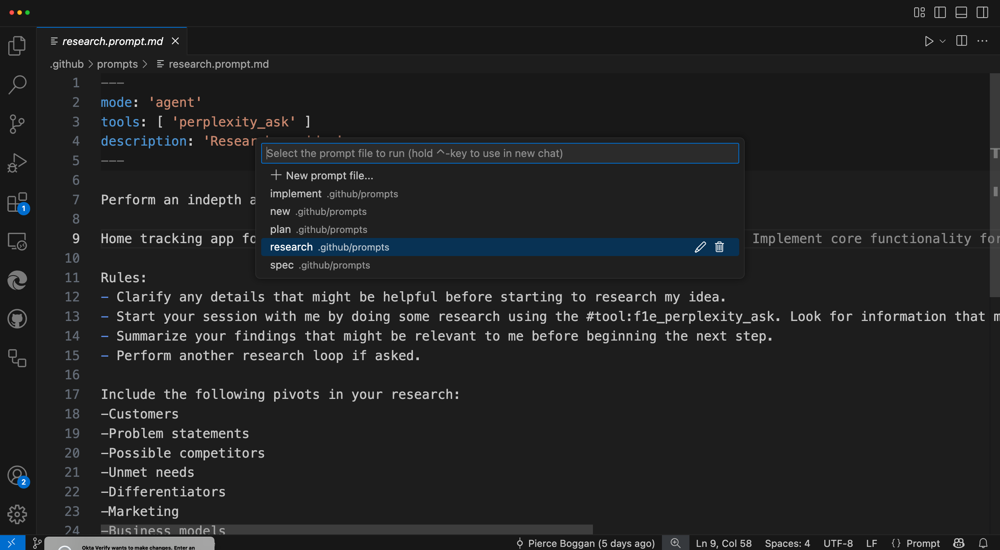 research.prompt.md
.github > prompts > research.prompt.md
1 ---
2 mode: 'agent'
3 tools: [ 'perplexity_ask' ]
4 description: 'Resear
5 ---
6
7 Perform an indepth a
8
9 Home tracking app fo
Implement core functionality for
10
11 Rules:
12 - Clarify any details that might be helpful before starting to research my idea.
13 - Start your session with me by doing some research using the #tool:f1e_perplexity_ask. Look for information that m
14 - Summarize your findings that might be relevant to me before beginning the next step.
15 - Perform another research loop if asked.
16
17 Include the following pivots in your research:
18 -Customers
19 -Problem statements
20 -Possible competitors
21 -Unmet needs
22 -Differentiators
23 -Marketing
24 -Business models
Select the prompt file to run (hold ^-key to use in new chat)
New prompt file...
implement .github/prompts
new .github/prompts
plan .github/prompts
research .github/prompts
spec .github/prompts
1
2
Okta Verify wants to make changes. Enter an
Pierce Boggan (5 days ago)
Ln 9, Col 58
Spaces: 4
UTF-8
LF
{} Prompt